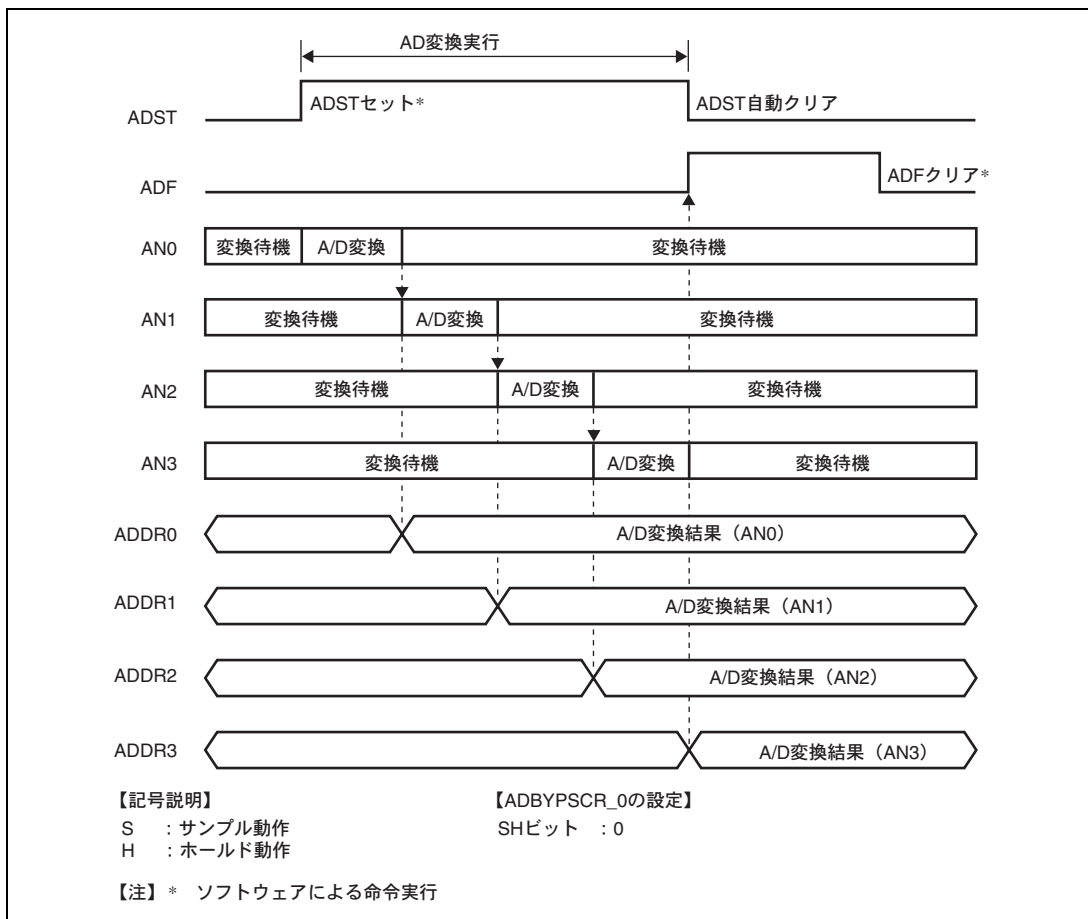 AD変換実行
ADST
ADSTセット*
ADST自動クリア
ADF
ADFクリア*
AN0
変換待機
A/D変換
変換待機
AN1
変換待機
A/D変換
変換待機
AN2
変換待機
A/D変換
変換待機
AN3
変換待機
A/D変換
変換待機
ADDR0
A/D変換結果（AN0）
ADDR1
A/D変換結果（AN1）
ADDR2
A/D変換結果（AN2）
ADDR3
A/D変換結果（AN3）
【記号説明】
S ：サンプル動作
H ：ホールド動作
【ADBYPSCR_0の設定】
SHビット ：0
【注】* ソフトウェアによる命令実行